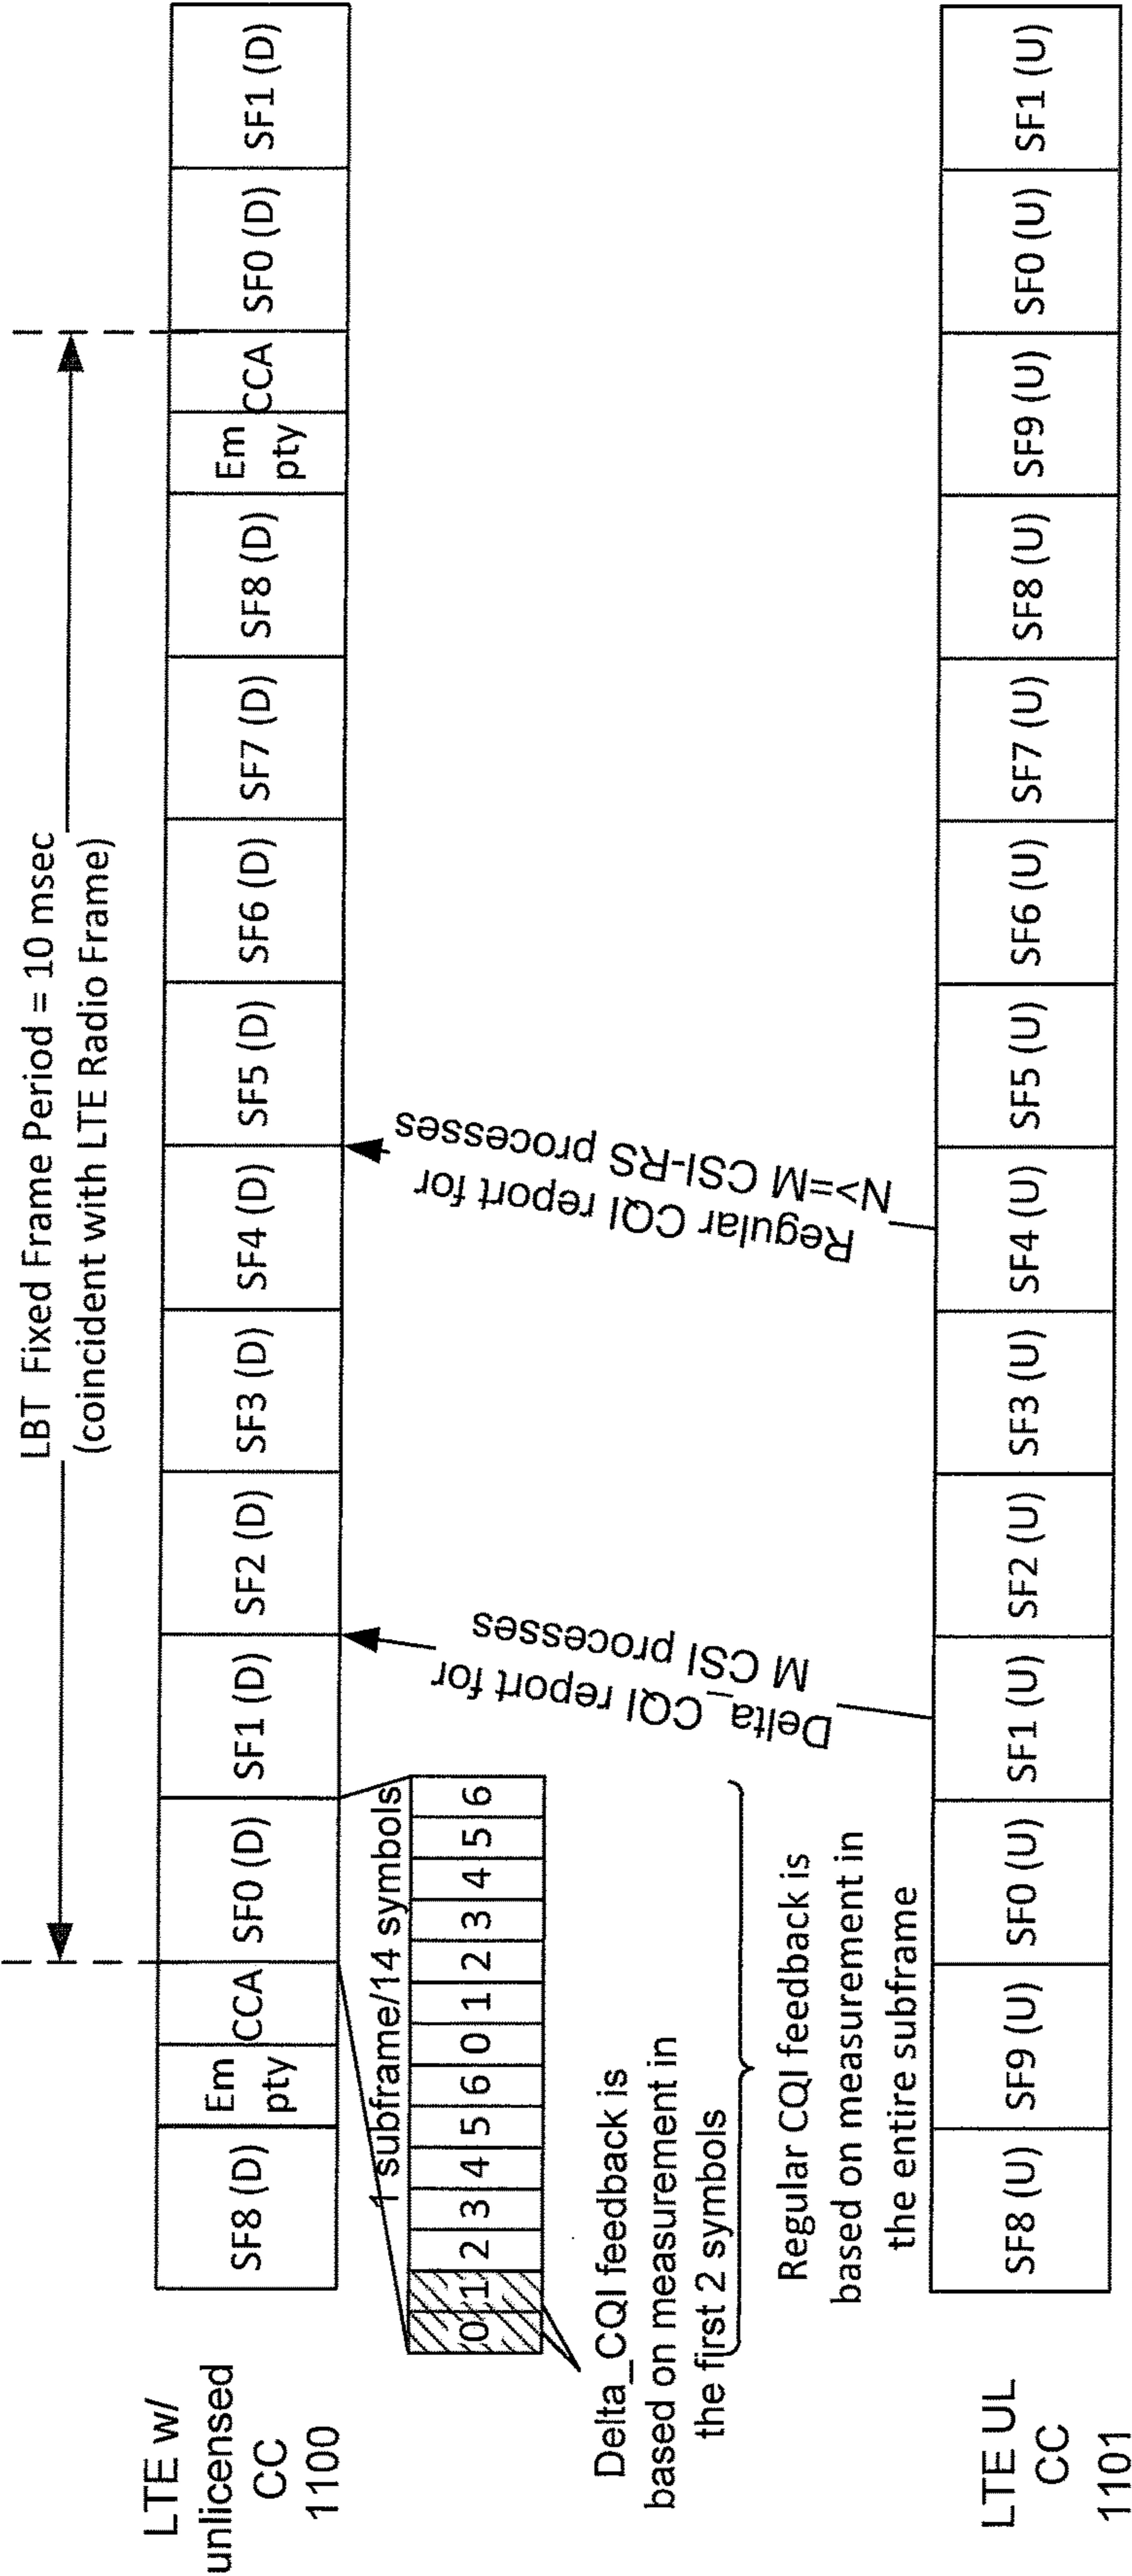 LBT Fixed Frame Period = 10 msec
(coincident with LTE Radio Frame)
LTE w/
unlicensed
CC
1100
SF8 (D)
Em
pty
CCA
SF0 (D)
SF1 (D)
SF2 (D)
SF3 (D)
SF4 (D)
SF5 (D)
SF6 (D)
SF7 (D)
SF8 (D)
Em
pty
CCA
SF0 (D)
SF1 (D)
1 subframe/14 symbols
0 1 2 3 4 5 6 0 1 2 3 4 5 6
Delta_CQI feedback is
based on measurement in
the first 2 symbols
Regular CQI feedback is
based on measurement in
the entire subframe
Delta_CQI report for
M CSI processes
Regular CQI report for
N>=M CSI-RS processes
LTE UL
CC
1101
SF8 (U)
SF9 (U)
SF0 (U)
SF1 (U)
SF2 (U)
SF3 (U)
SF4 (U)
SF5 (U)
SF6 (U)
SF7 (U)
SF8 (U)
SF9 (U)
SF0 (U)
SF1 (U)